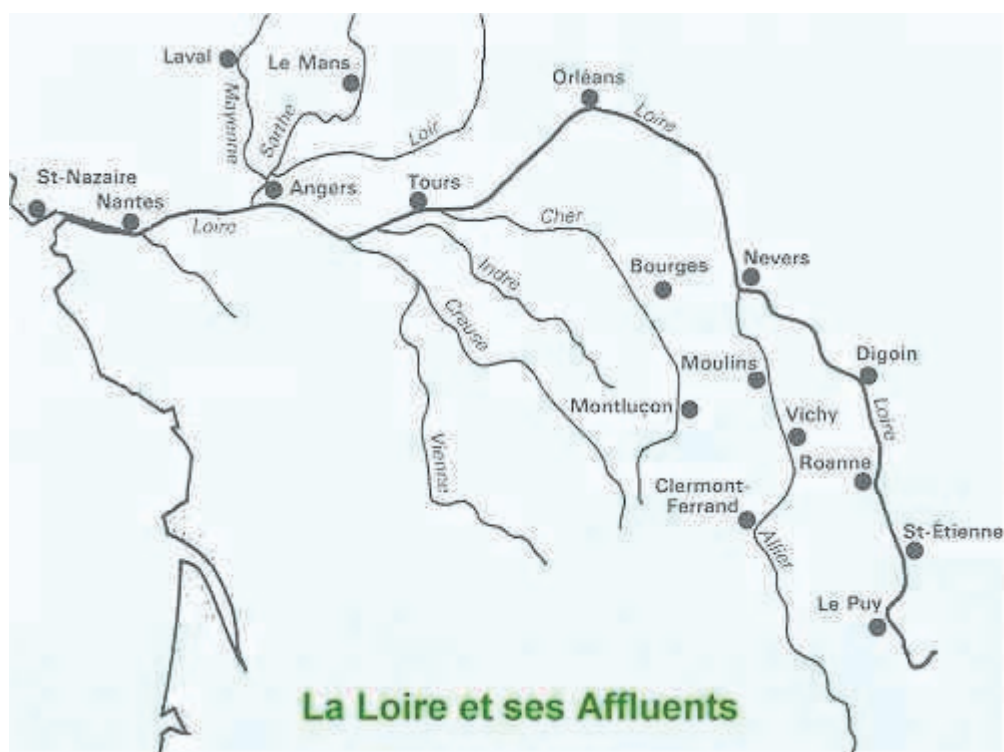 Laval
Le Mans
Mayenne
Sarthe
Loir
Orléans
Loire
St-Nazaire
Nantes
Angers
Tours
Loire
Cher
Indre
Bourges
Nevers
Creuse
Moulins
Digoin
Montluçon
Vichy
Loire
Vienne
Roanne
Clermont-
Ferrand
Allier
St-Étienne
Le Puy
La Loire et ses Affluents